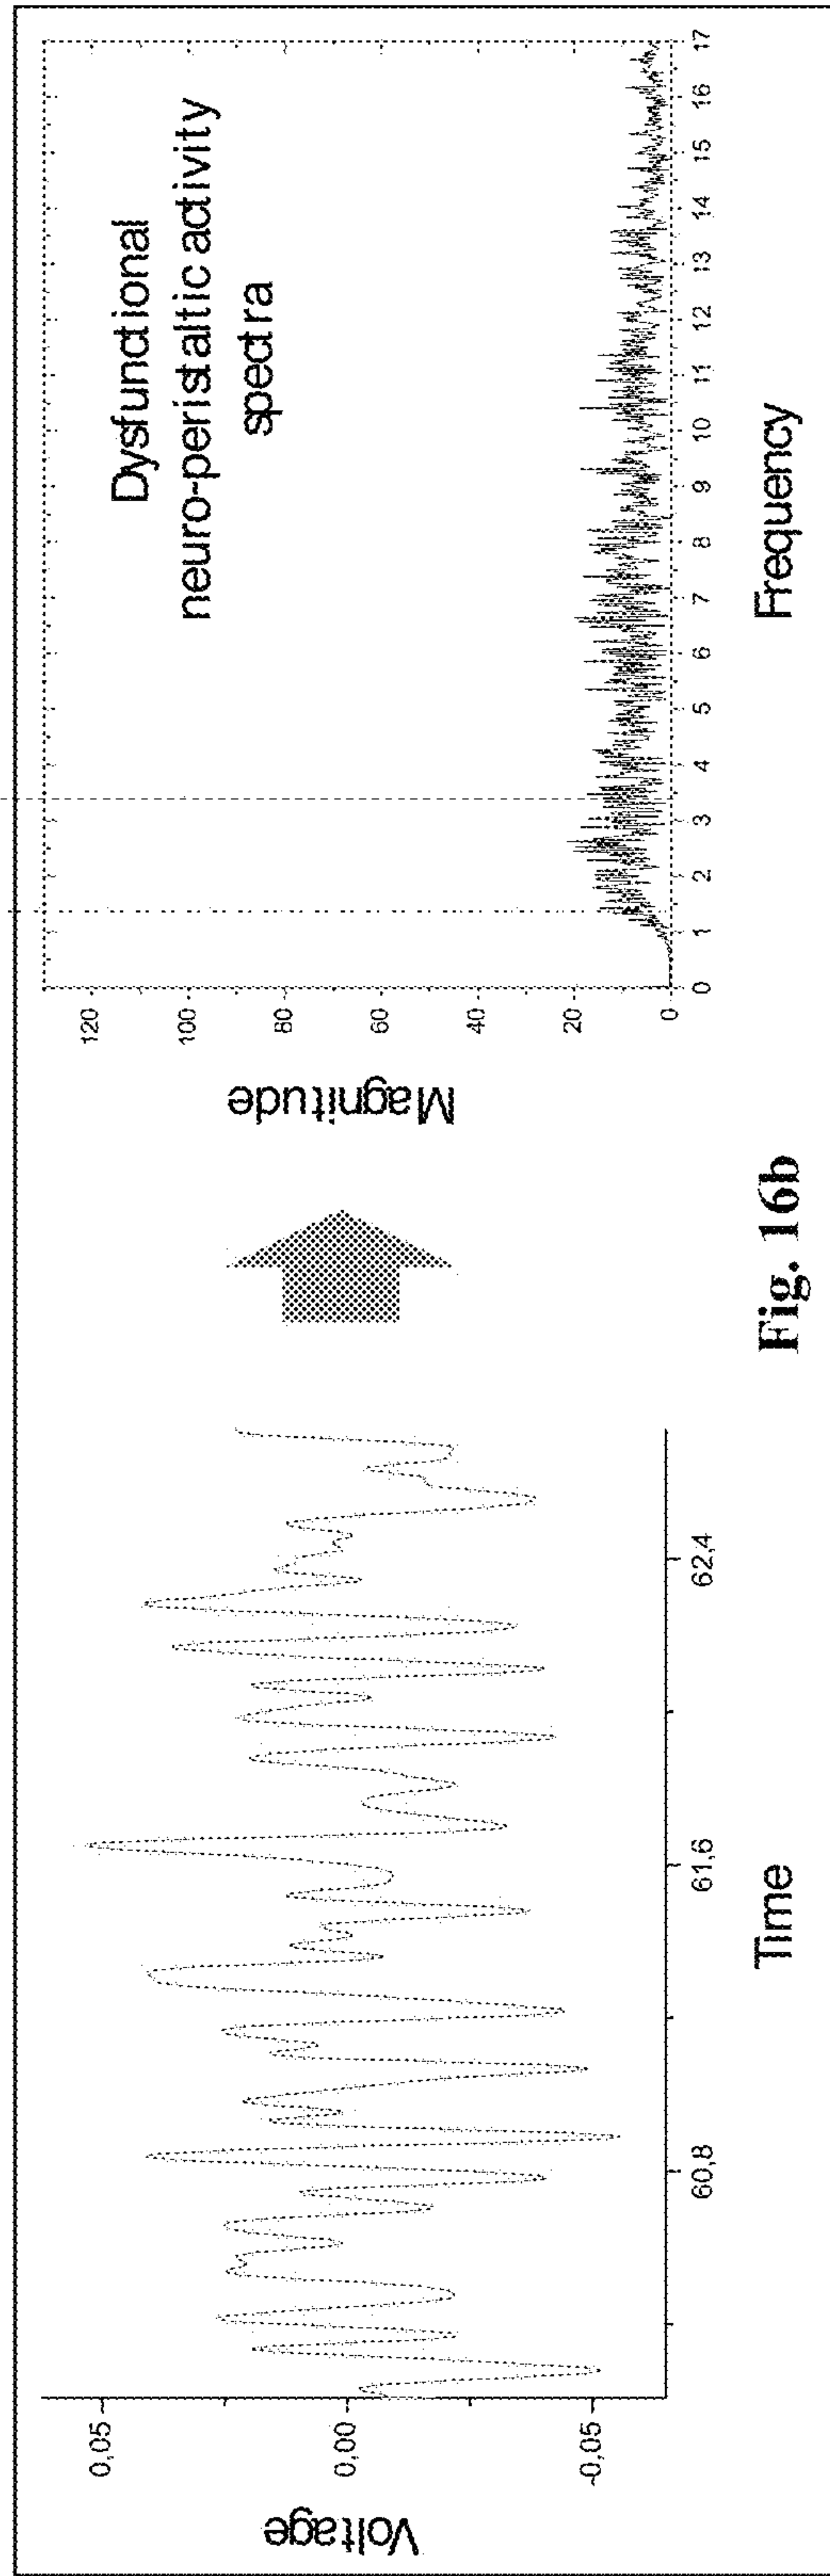 Voltage
0,05
0,00
-0,05
60,8
61,6
62,4
Time
Fig. 16b
Magnitude
120
100
80
60
40
20
0
Dysfunctional
neuro-peristaltic activity
spectra
0 1 2 3 4 5 6 7 8 9 10 11 12 13 14 15 16 17
Frequency